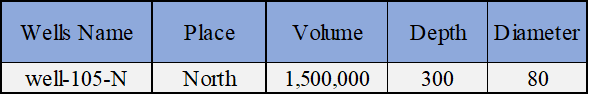 Wells Name Place Volume Depth Diameter
well-105-N North 1,500,000 300 80